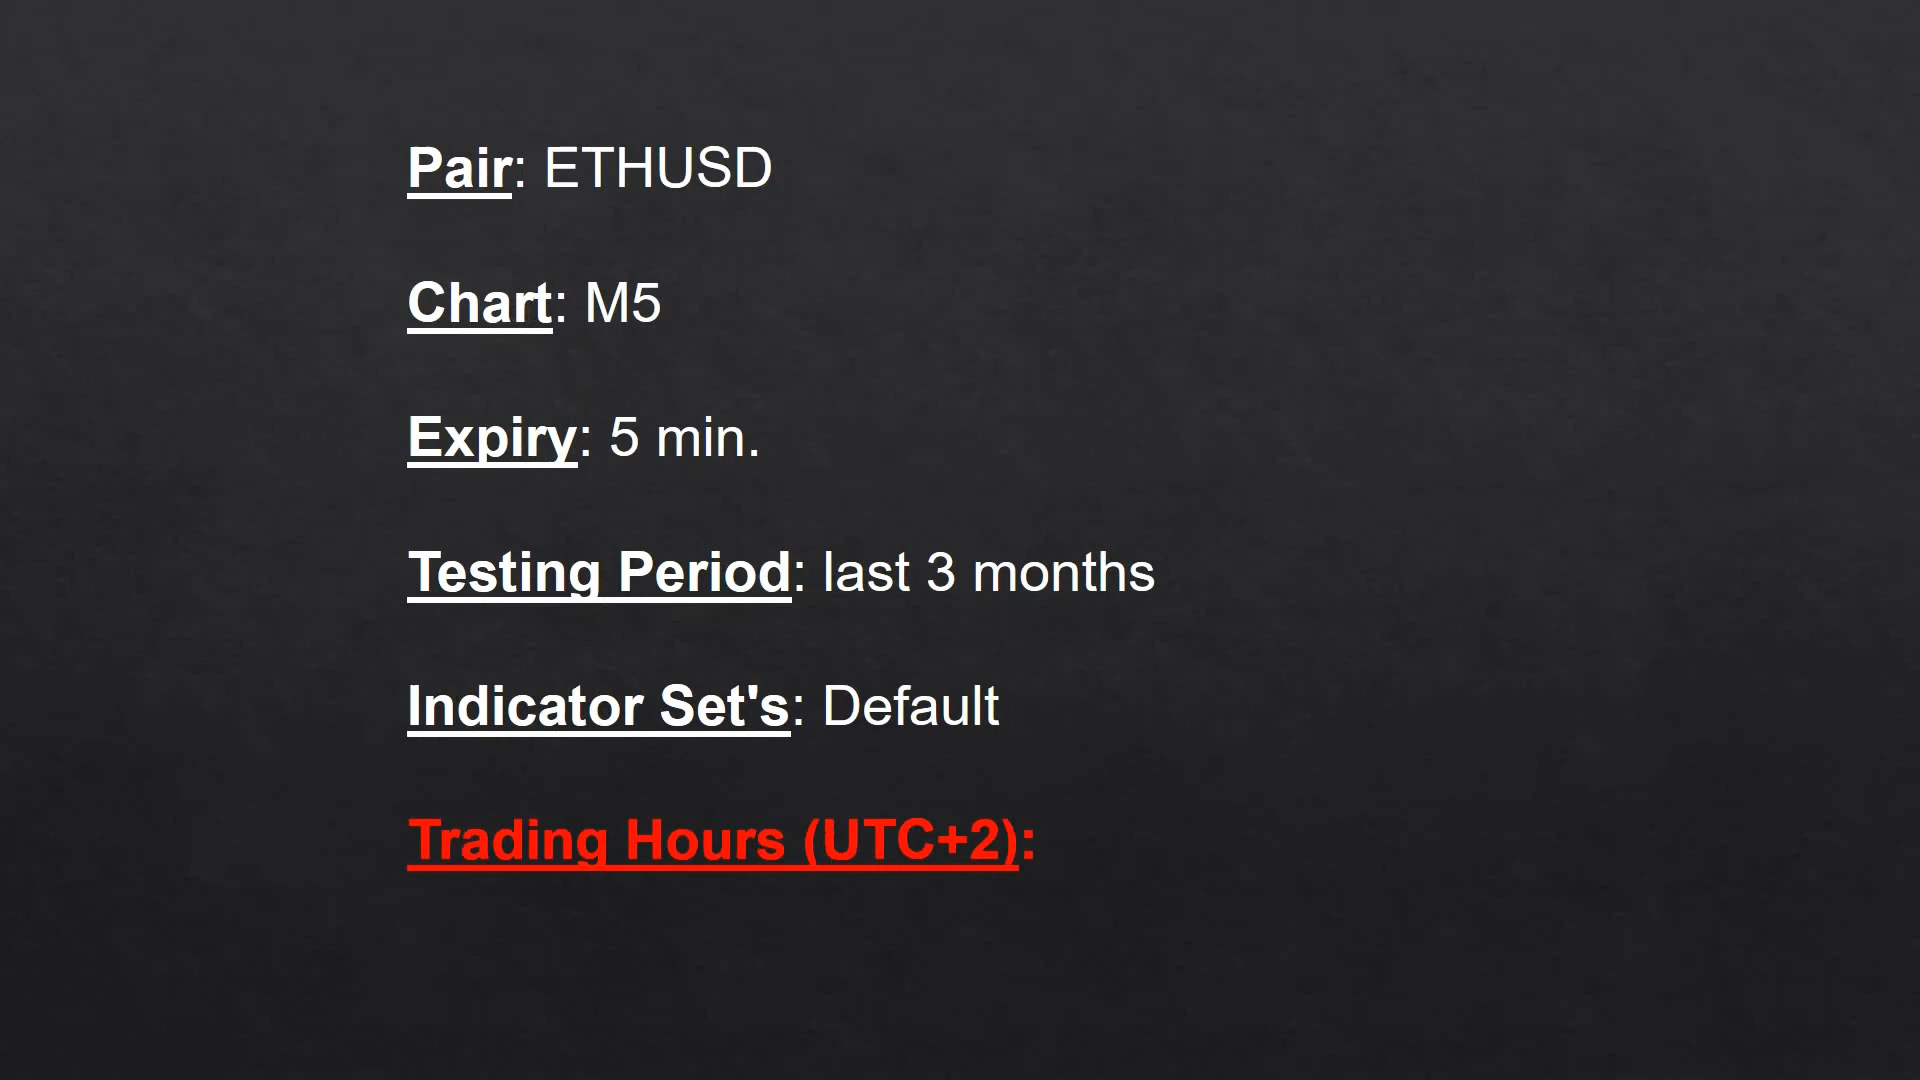 Pair: ETHUSD
Chart: M5
Expiry: 5 min.
Testing Period: last 3 months
Indicator Set's: Default
Trading Hours (UTC+2):